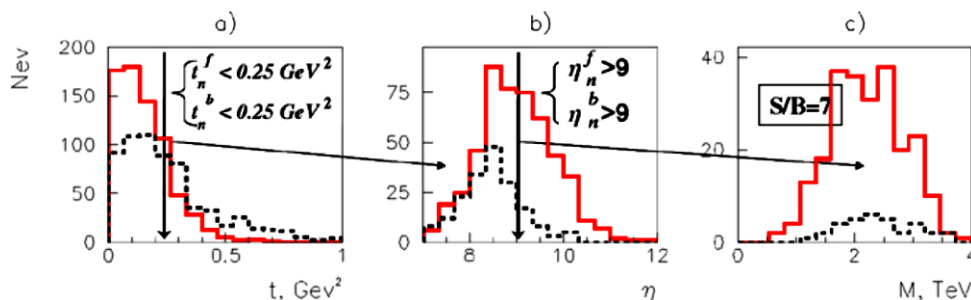 a)
b)
c)
Nev
200
150
100
50
0
t_n^f < 0.25 GeV^2
t_n^b < 0.25 GeV^2
0 0.5 1
t, Gev^2
75
50
25
0
η_n^f >9
η_n^b >9
8 10 12
η
40
20
0
S/B=7
0 2 4
M, TeV